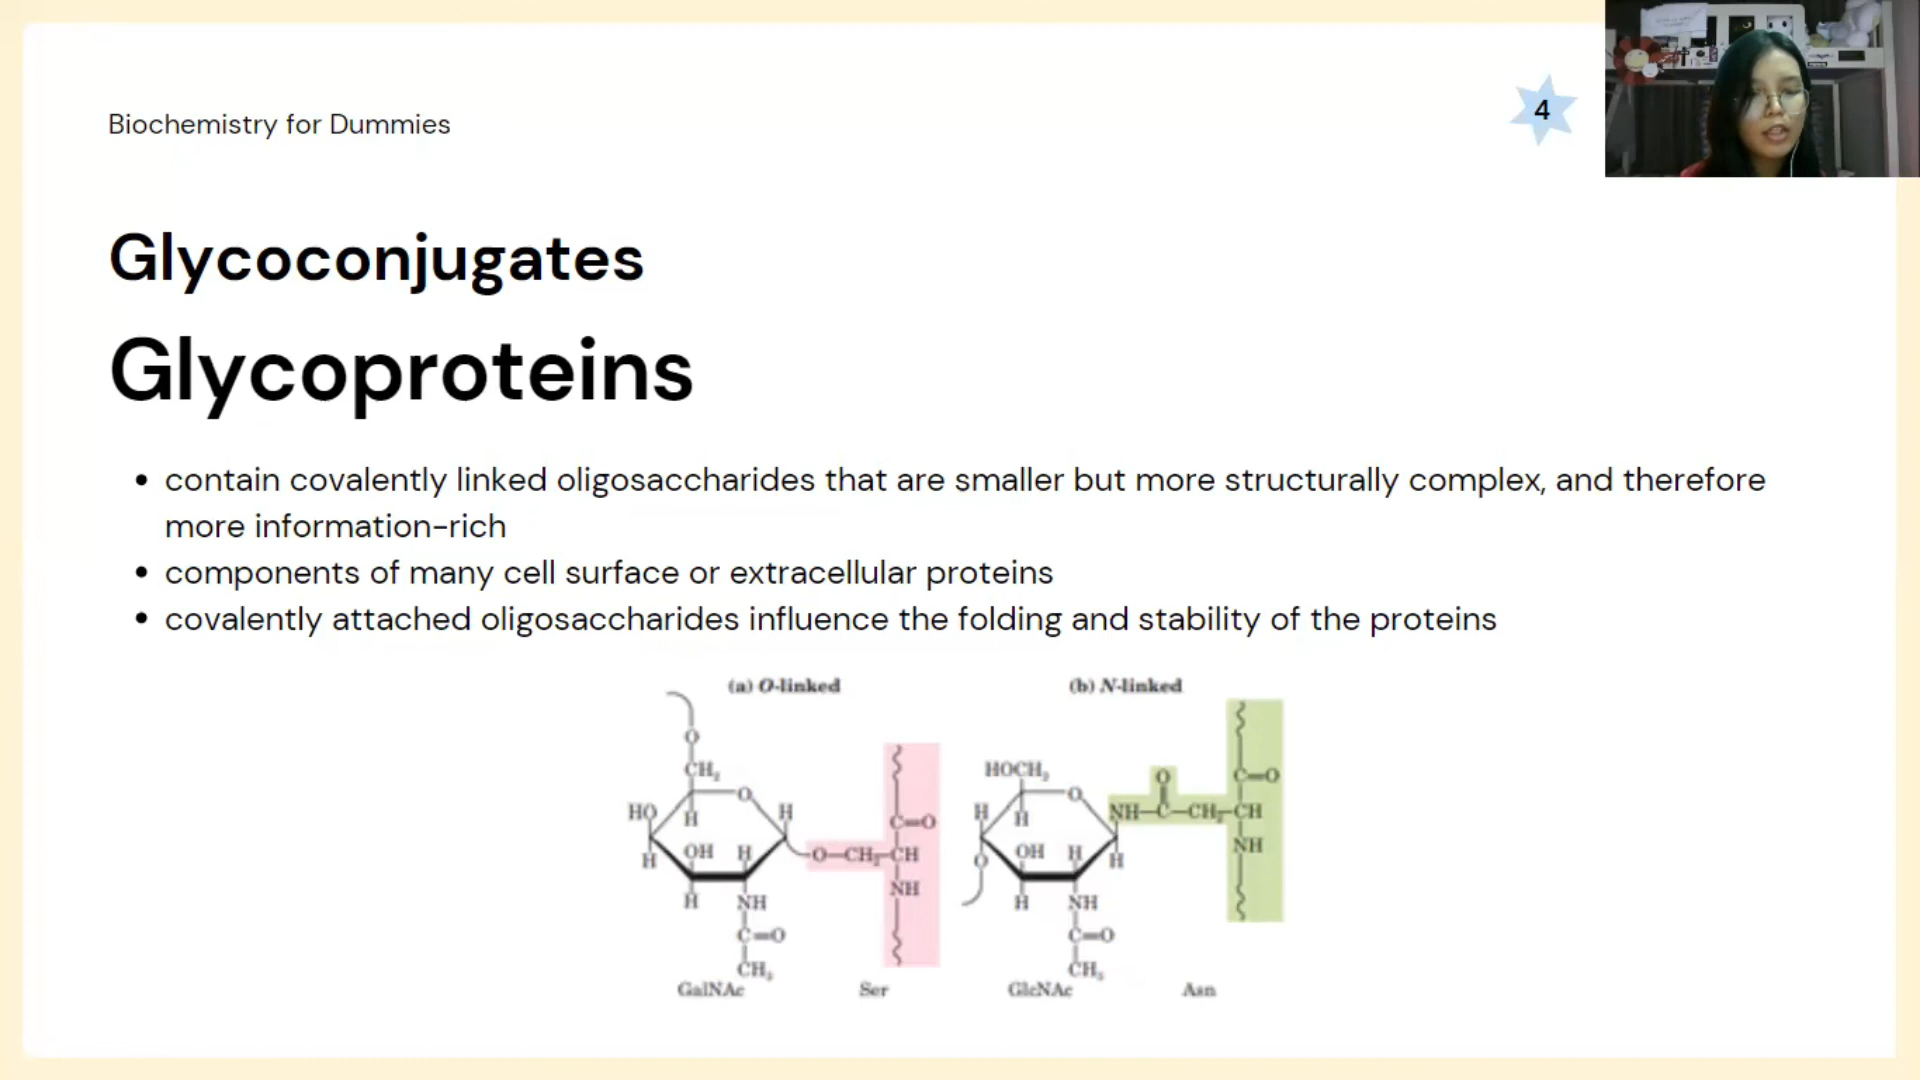 Biochemistry for Dummies
4
Glycoconjugates
Glycoproteins
• contain covalently linked oligosaccharides that are smaller but more structurally complex, and therefore
more information-rich
• components of many cell surface or extracellular proteins
• covalently attached oligosaccharides influence the folding and stability of the proteins
(a) O-linked
O
CH₂
O
HO
H
H
OH
H
H
H
NH
C=O
CH₃
O—CH₂—CH
C=O
NH
GalNAc
Ser
(b) N-linked
HOCH₂
O
H
H
OH
H
H
O
H
NH
C=O
CH₃
O
NH—C—CH₂—CH
C=O
NH
GlcNAc
Asn